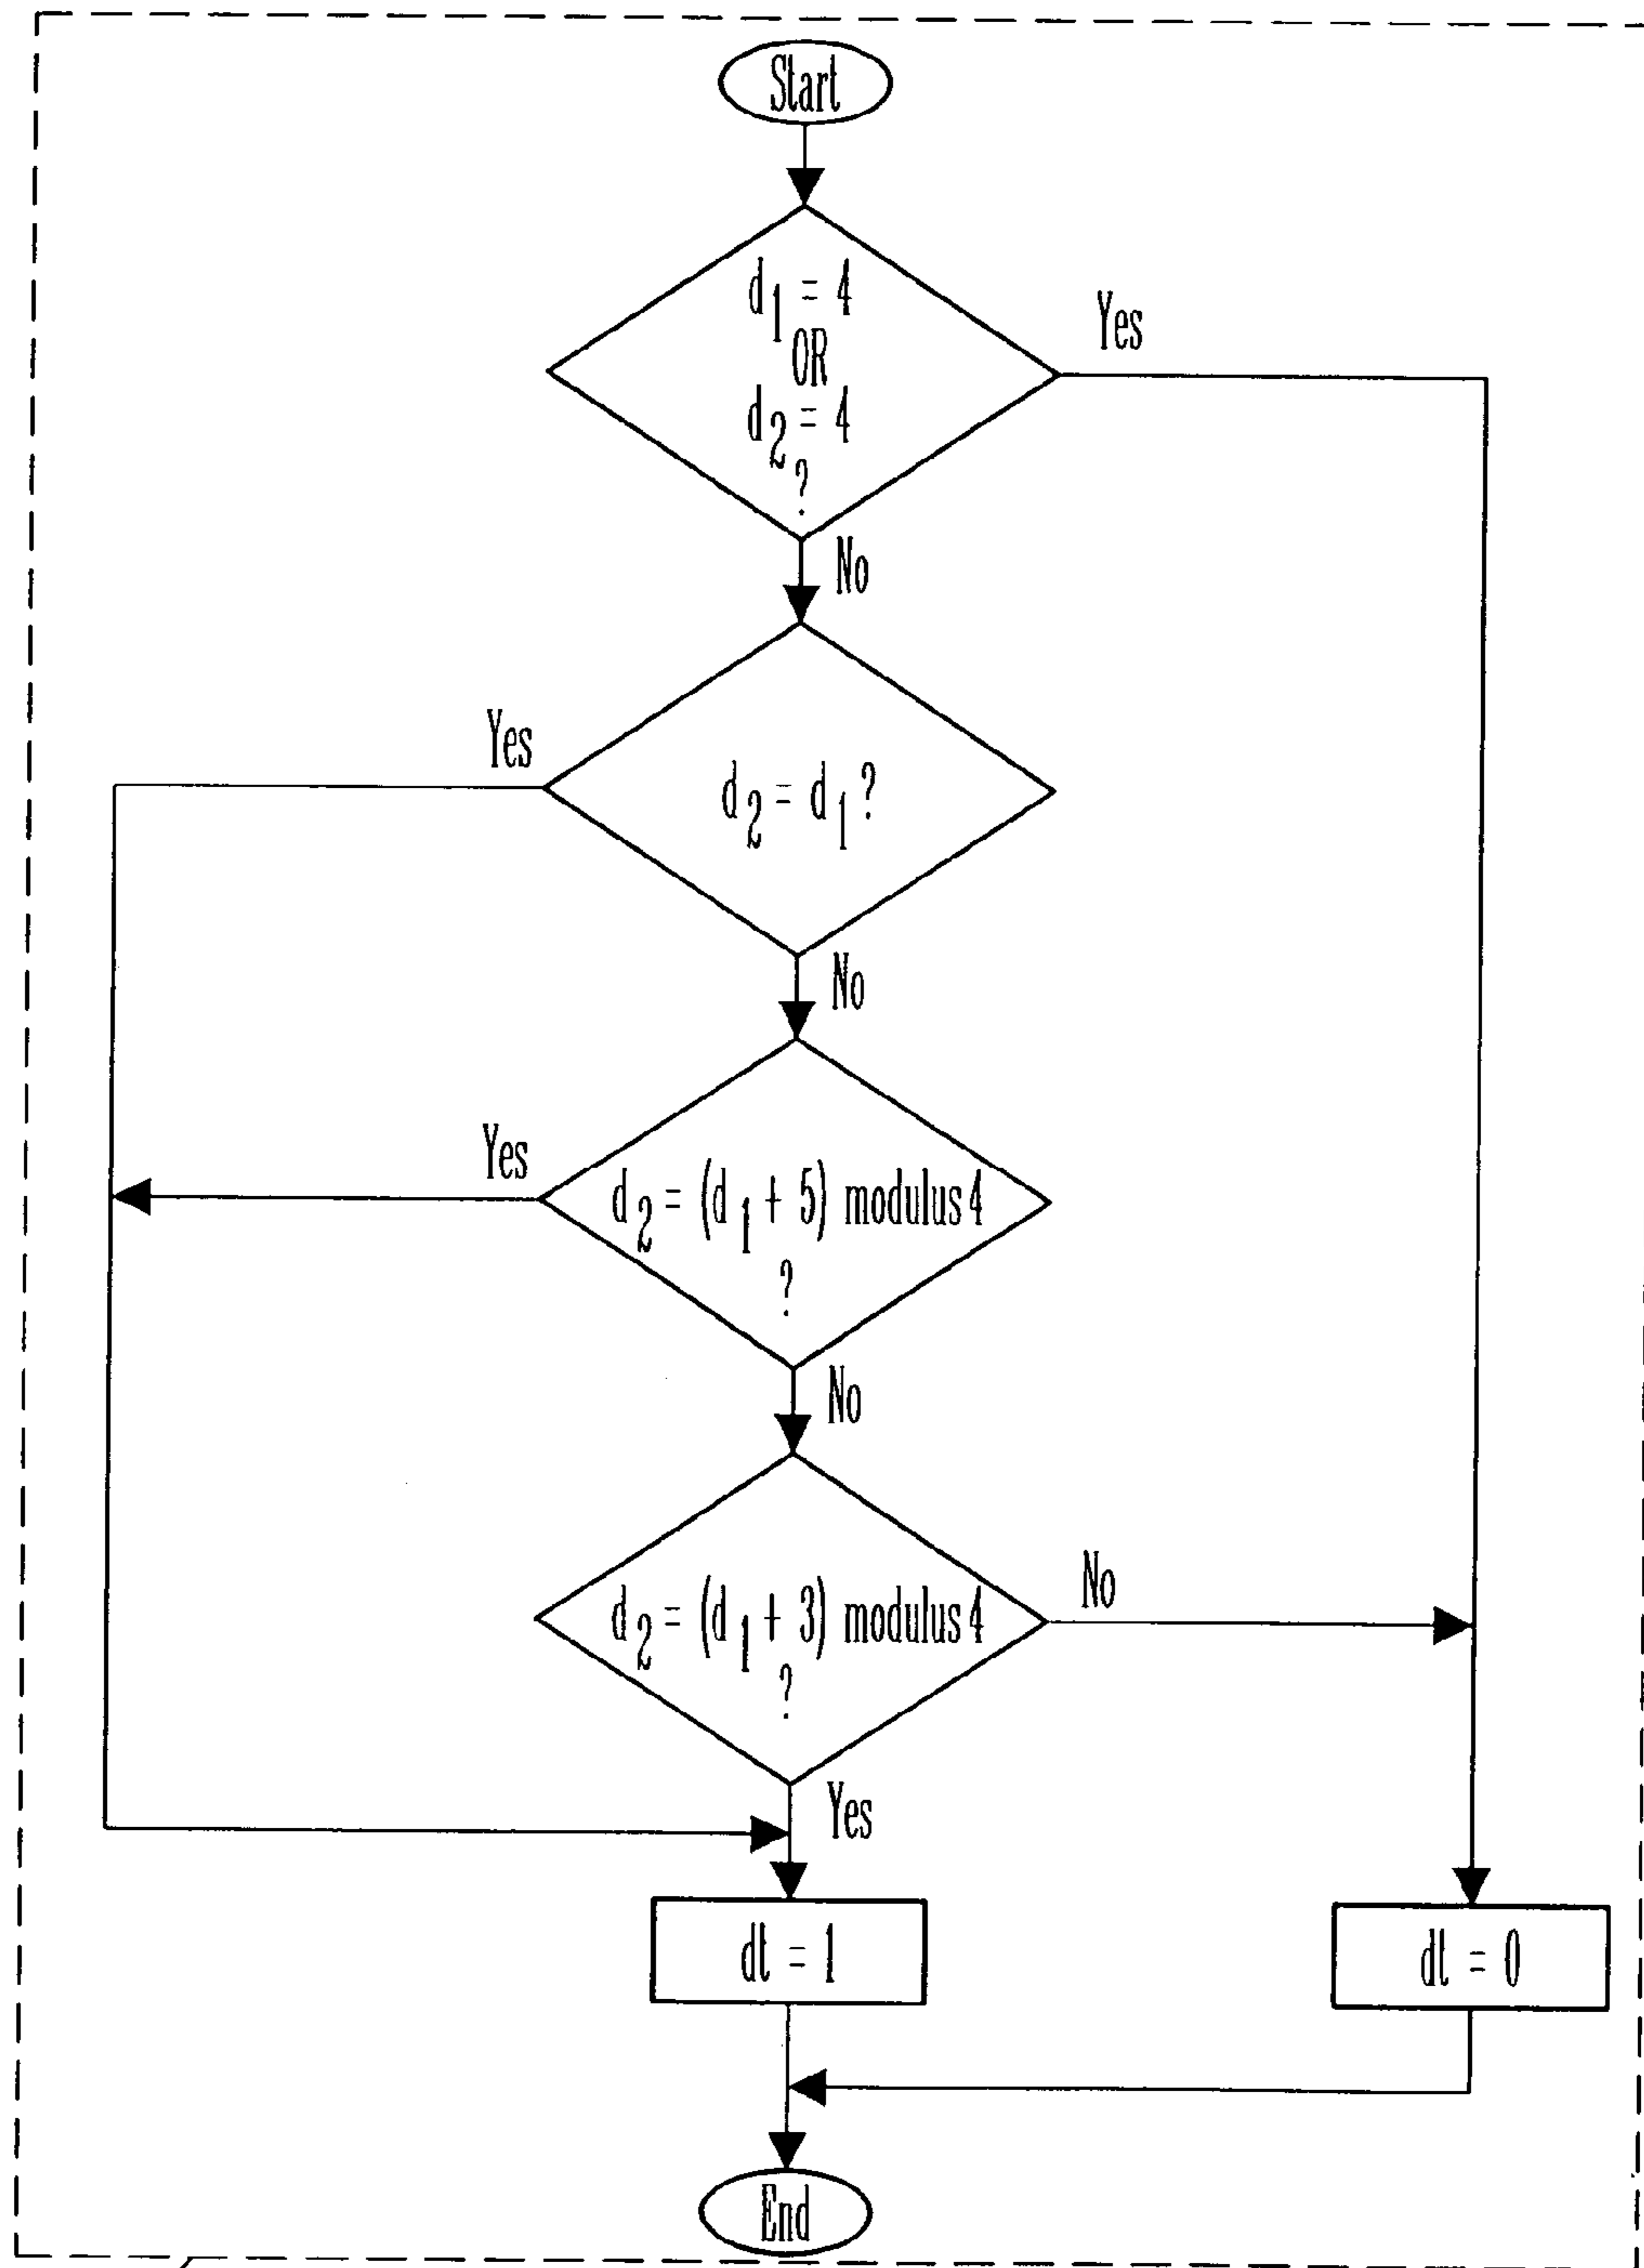 Start
d1 = 4
OR
d2 = 4
?
Yes
No
d2 = d1 ?
Yes
No
d2 = (d1 + 5) modulus 4
?
Yes
No
d2 = (d1 + 3) modulus 4
?
No
Yes
dt = 1
dt = 0
End